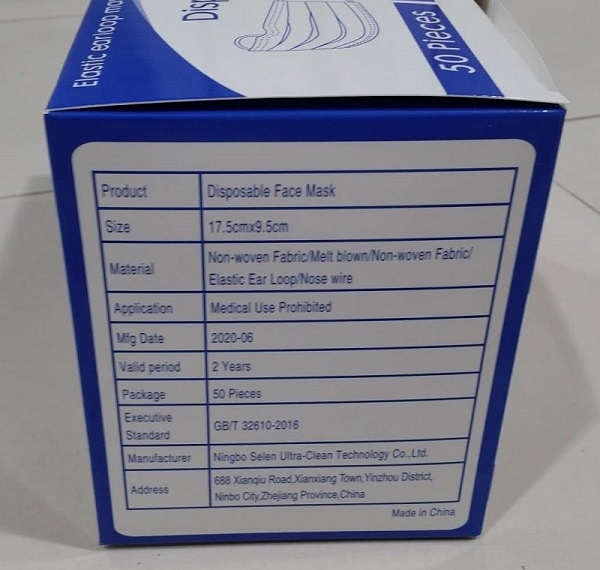 Elastic earloop
50 Pieces
Product Disposable Face Mask
Size 17.5cmx9.5cm
Material Non-woven Fabric/Melt blown/Non-woven Fabric/
Elastic Ear Loop/Nose wire
Application Medical Use Prohibited
Mfg Date 2020-06
Valid period 2 Years
Package 50 Pieces
Executive
Standard GB/T 32610-2016
Manufacturer Ningbo Selen Ultra-Clean Technology Co.,Ltd.
Address 688 Xianqiu Road,Xianxiang Town,Yinzhou District,
Ninbo City,Zhejiang Province,China
Made in China